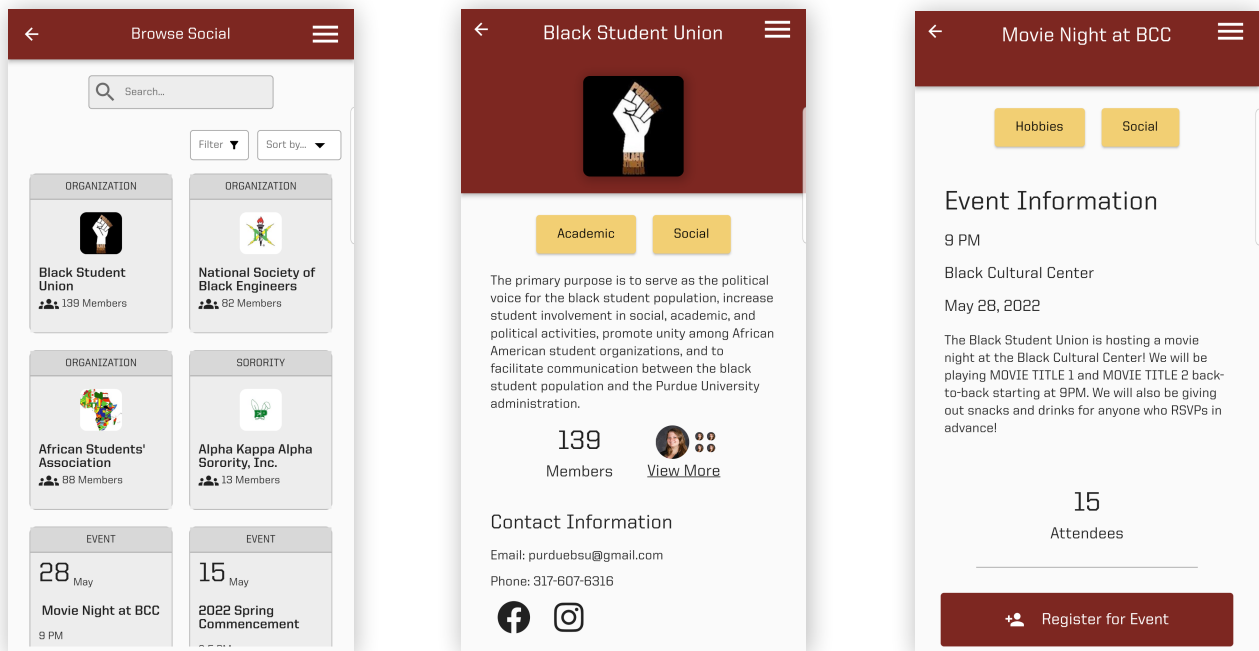 Browse Social
Search...
Filter
Sort by...
ORGANIZATION
Black Student
Union
139 Members
ORGANIZATION
National Society of
Black Engineers
82 Members
ORGANIZATION
African Students'
Association
88 Members
SORORITY
Alpha Kappa Alpha
Sorority, Inc.
13 Members
EVENT
28 May
Movie Night at BCC
9 PM
EVENT
15 May
2022 Spring
Commencement
Black Student Union
Academic
Social
The primary purpose is to serve as the political
voice for the black student population, increase
student involvement in social, academic, and
political activities, promote unity among African
American student organizations, and to
facilitate communication between the black
student population and the Purdue University
administration.
139
Members
View More
Contact Information
Email: purduebsu@gmail.com
Phone: 317-607-6316
Movie Night at BCC
Hobbies
Social
Event Information
9 PM
Black Cultural Center
May 28, 2022
The Black Student Union is hosting a movie
night at the Black Cultural Center! We will be
playing MOVIE TITLE 1 and MOVIE TITLE 2 back-
to-back starting at 9PM. We will also be giving
out snacks and drinks for anyone who RSVPs in
advance!
15
Attendees
Register for Event